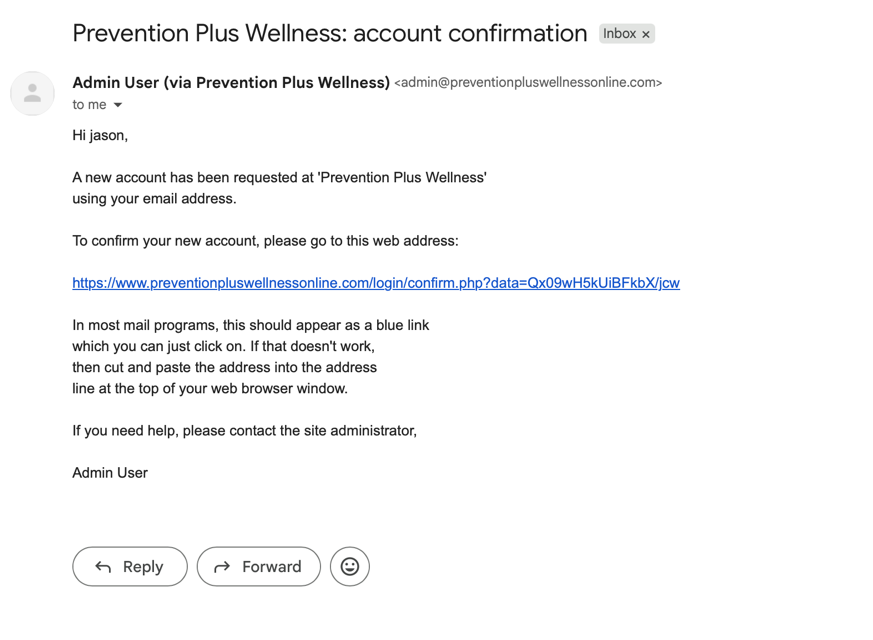 Prevention Plus Wellness: account confirmation Inbox x
Admin User (via Prevention Plus Wellness) <admin@preventionpluswellnessonline.com>
to me
Hi jason,
A new account has been requested at 'Prevention Plus Wellness'
using your email address.
To confirm your new account, please go to this web address:
https://www.preventionpluswellnessonline.com/login/confirm.php?data=Qx09wH5kUiBFkbX/jcw
In most mail programs, this should appear as a blue link
which you can just click on. If that doesn't work,
then cut and paste the address into the address
line at the top of your web browser window.
If you need help, please contact the site administrator,
Admin User
Reply Forward